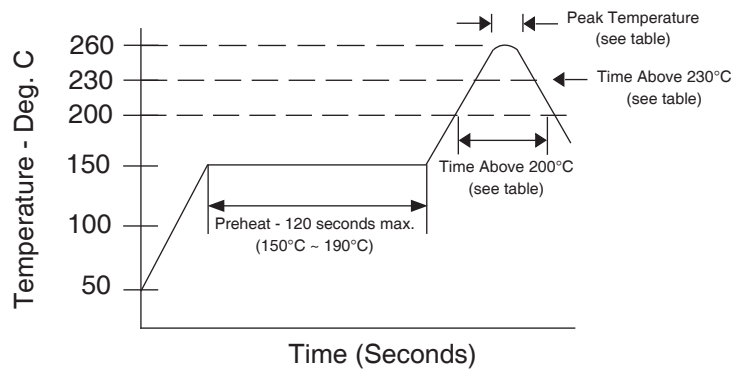 Peak Temperature
(see table)
260
230
Time Above 230°C
(see table)
200
150
Time Above 200°C
(see table)
Preheat - 120 seconds max.
(150°C ~ 190°C)
100
50
Temperature - Deg. C
Time (Seconds)